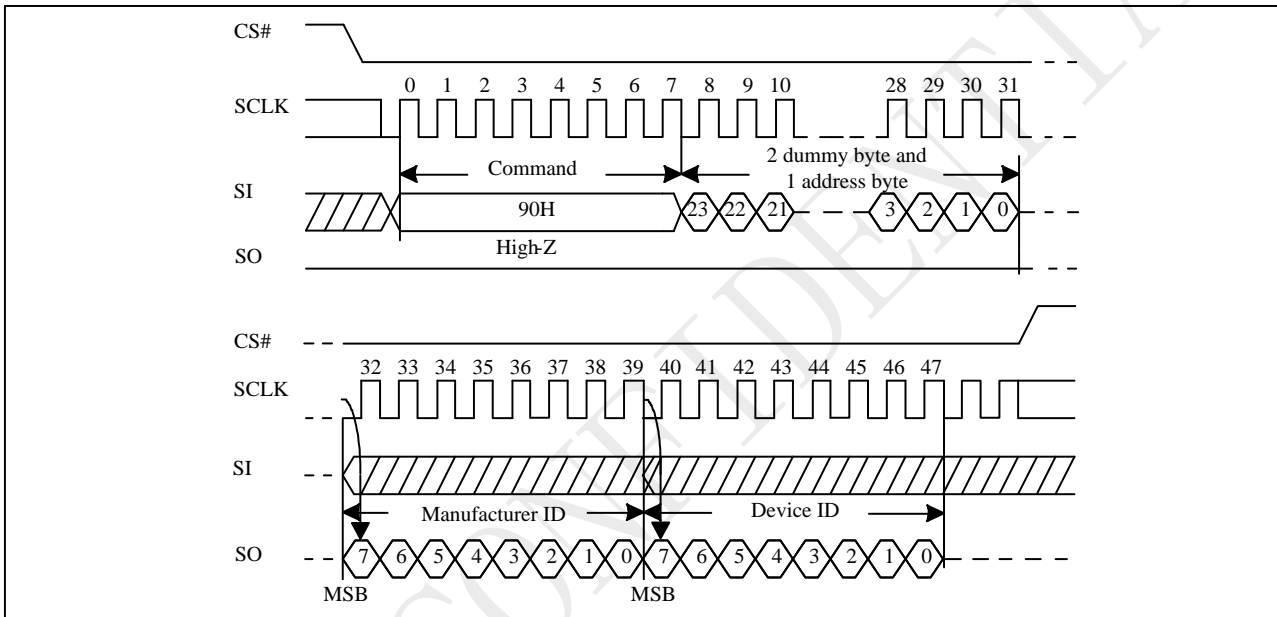 CS#
0 1 2 3 4 5 6 7 8 9 10 28 29 30 31
SCLK
Command
2 dummy byte and
1 address byte
SI
90H 23 22 21 3 2 1 0
High-Z
SO
CS#
32 33 34 35 36 37 38 39 40 41 42 43 44 45 46 47
SCLK
SI
Manufacturer ID Device ID
SO 7 6 5 4 3 2 1 0 7 6 5 4 3 2 1 0
MSB MSB